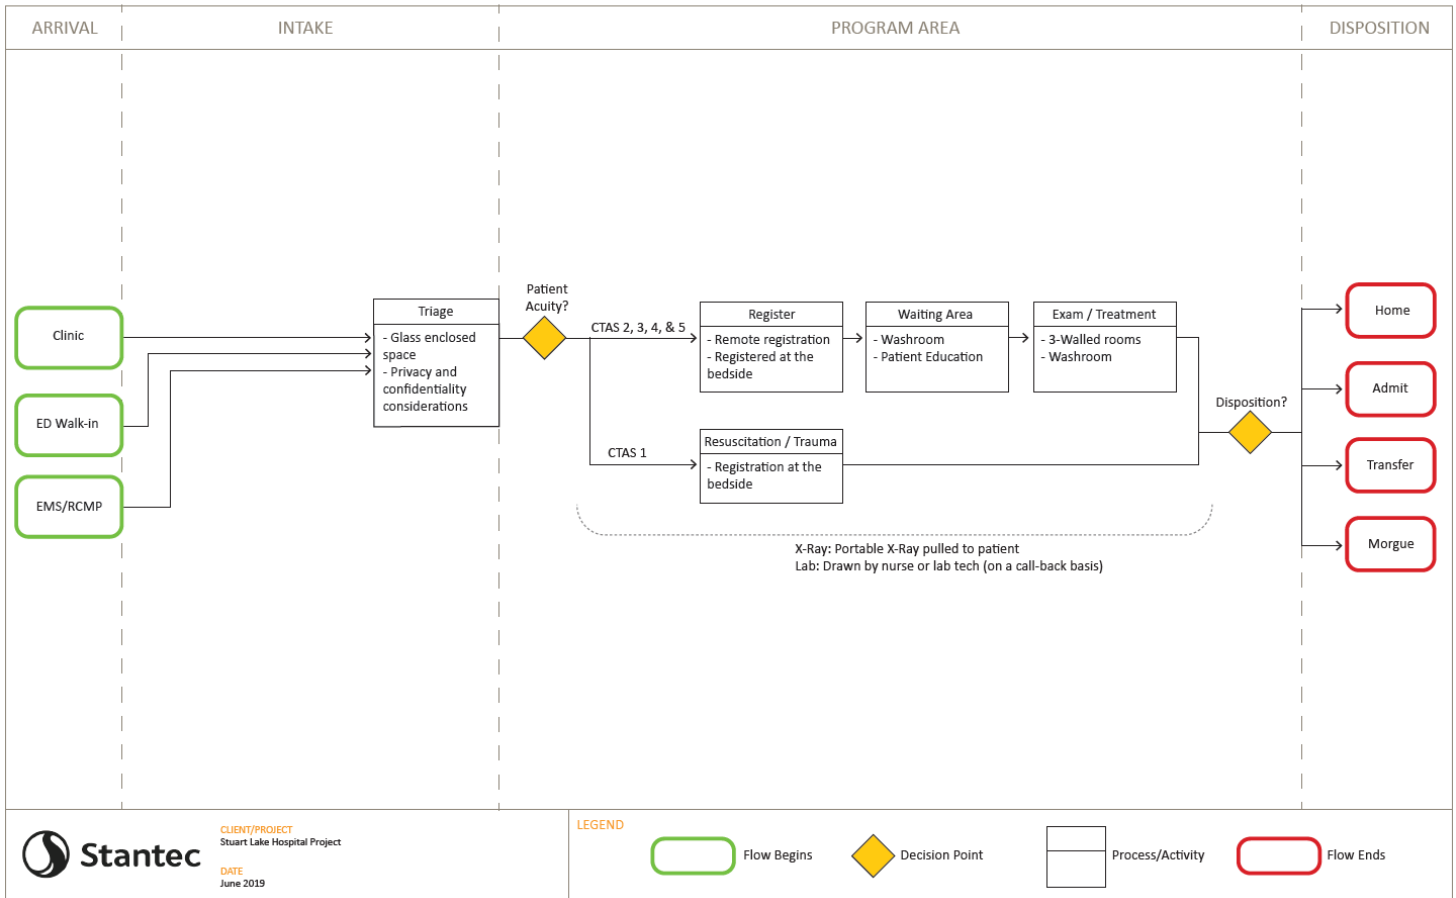 ARRIVAL
INTAKE
PROGRAM AREA
DISPOSITION
Clinic
ED Walk-in
EMS/RCMP
Triage
- Glass enclosed
space
- Privacy and
confidentiality
considerations
Patient
Acuity?
CTAS 2, 3, 4, & 5
Register
- Remote registration
- Registered at the
bedside
Waiting Area
- Washroom
- Patient Education
Exam / Treatment
- 3-Walled rooms
- Washroom
CTAS 1
Resuscitation / Trauma
- Registration at the
bedside
X-Ray: Portable X-Ray pulled to patient
Lab: Drawn by nurse or lab tech (on a call-back basis)
Disposition?
Home
Admit
Transfer
Morgue
Stantec
CLIENT/PROJECT
Stuart Lake Hospital Project
DATE
June 2019
LEGEND
Flow Begins
Decision Point
Process/Activity
Flow Ends